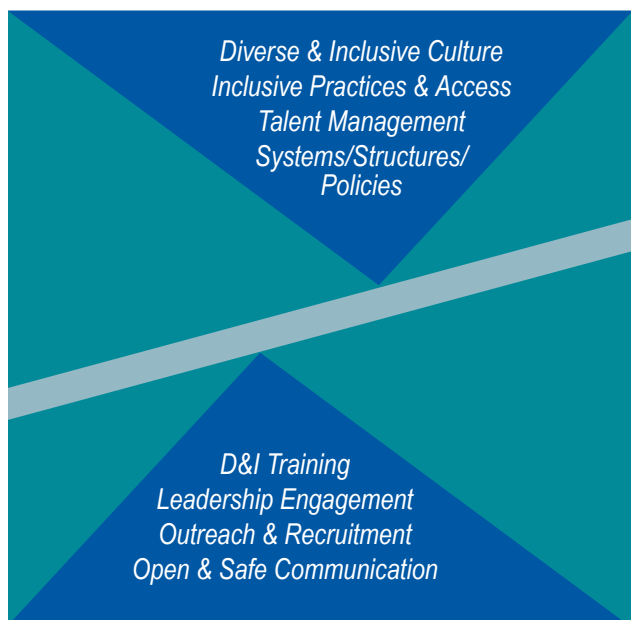 Diverse & Inclusive Culture
Inclusive Practices & Access
Talent Management
Systems/Structures/
Policies
D&I Training
Leadership Engagement
Outreach & Recruitment
Open & Safe Communication